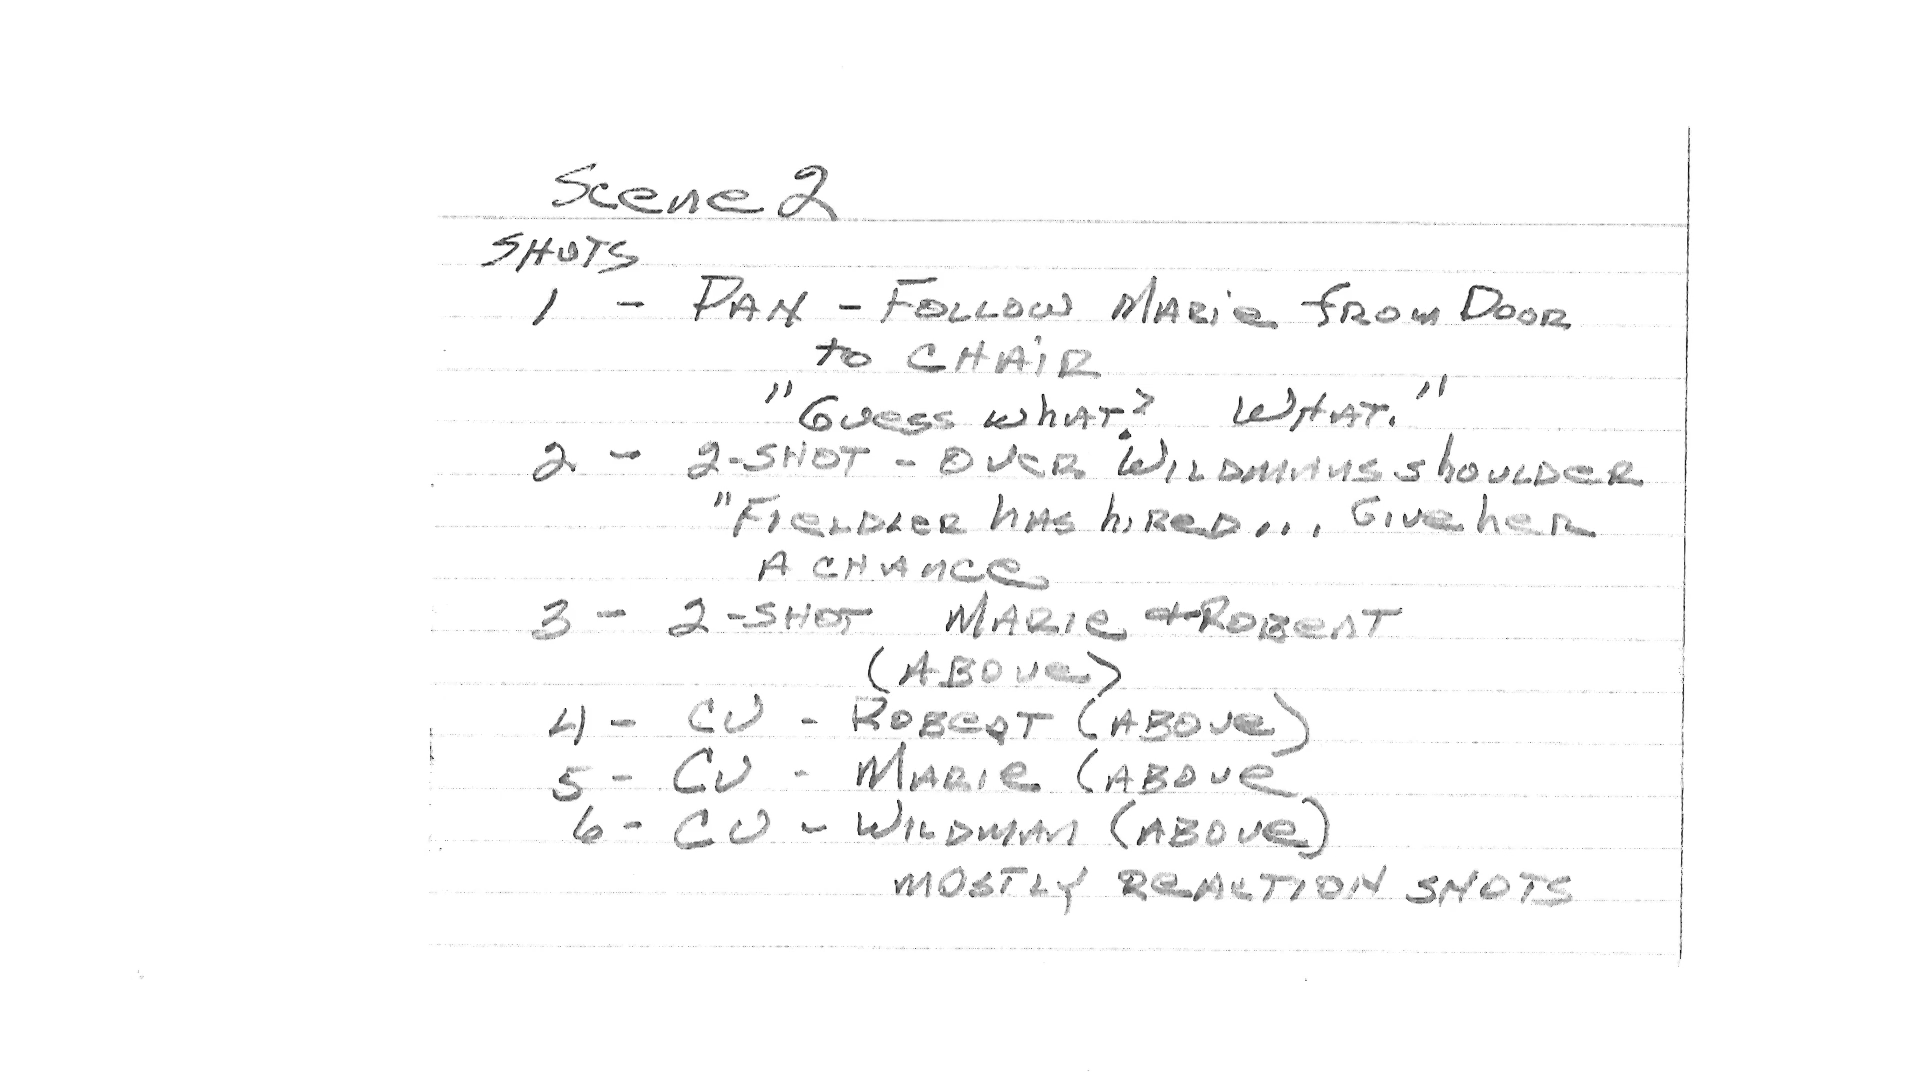 Scene 2
SHOTS
1 - PAN - FOLLOW MARIE FROM DOOR
TO CHAIR
"GUESS WHAT? WHAT."
2 - 2-SHOT - OVER WILDMANS SHOULDER
"FIELDLER HAS HIRED... GIVE HER
A CHANCE
3 - 2-SHOT MARIE & ROBERT
(ABOVE)
4 - CU - ROBERT (ABOVE)
5 - CU - MARIE (ABOVE
6 - CU - WILDMAN (ABOVE)
MOSTLY REACTION SHOTS